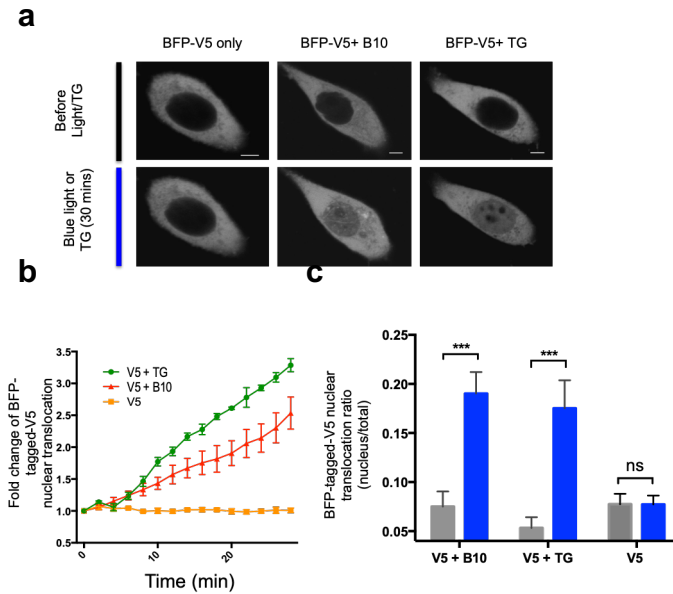 a
BFP-V5 only
BFP-V5+ B10
BFP-V5+ TG
Before
Light/TG
Blue light or
TG (30 mins)
b
Fold change of BFP-
tagged-V5
nuclear translocation
3.5
3.0
2.5
2.0
1.5
1.0
0.5
V5 + TG
V5 + B10
V5
0
10
20
Time (min)
c
BFP-tagged-V5 nuclear
translocation ratio
(nucleus/total)
0.25
0.20
0.15
0.10
0.05
***
***
ns
V5 + B10
V5 + TG
V5